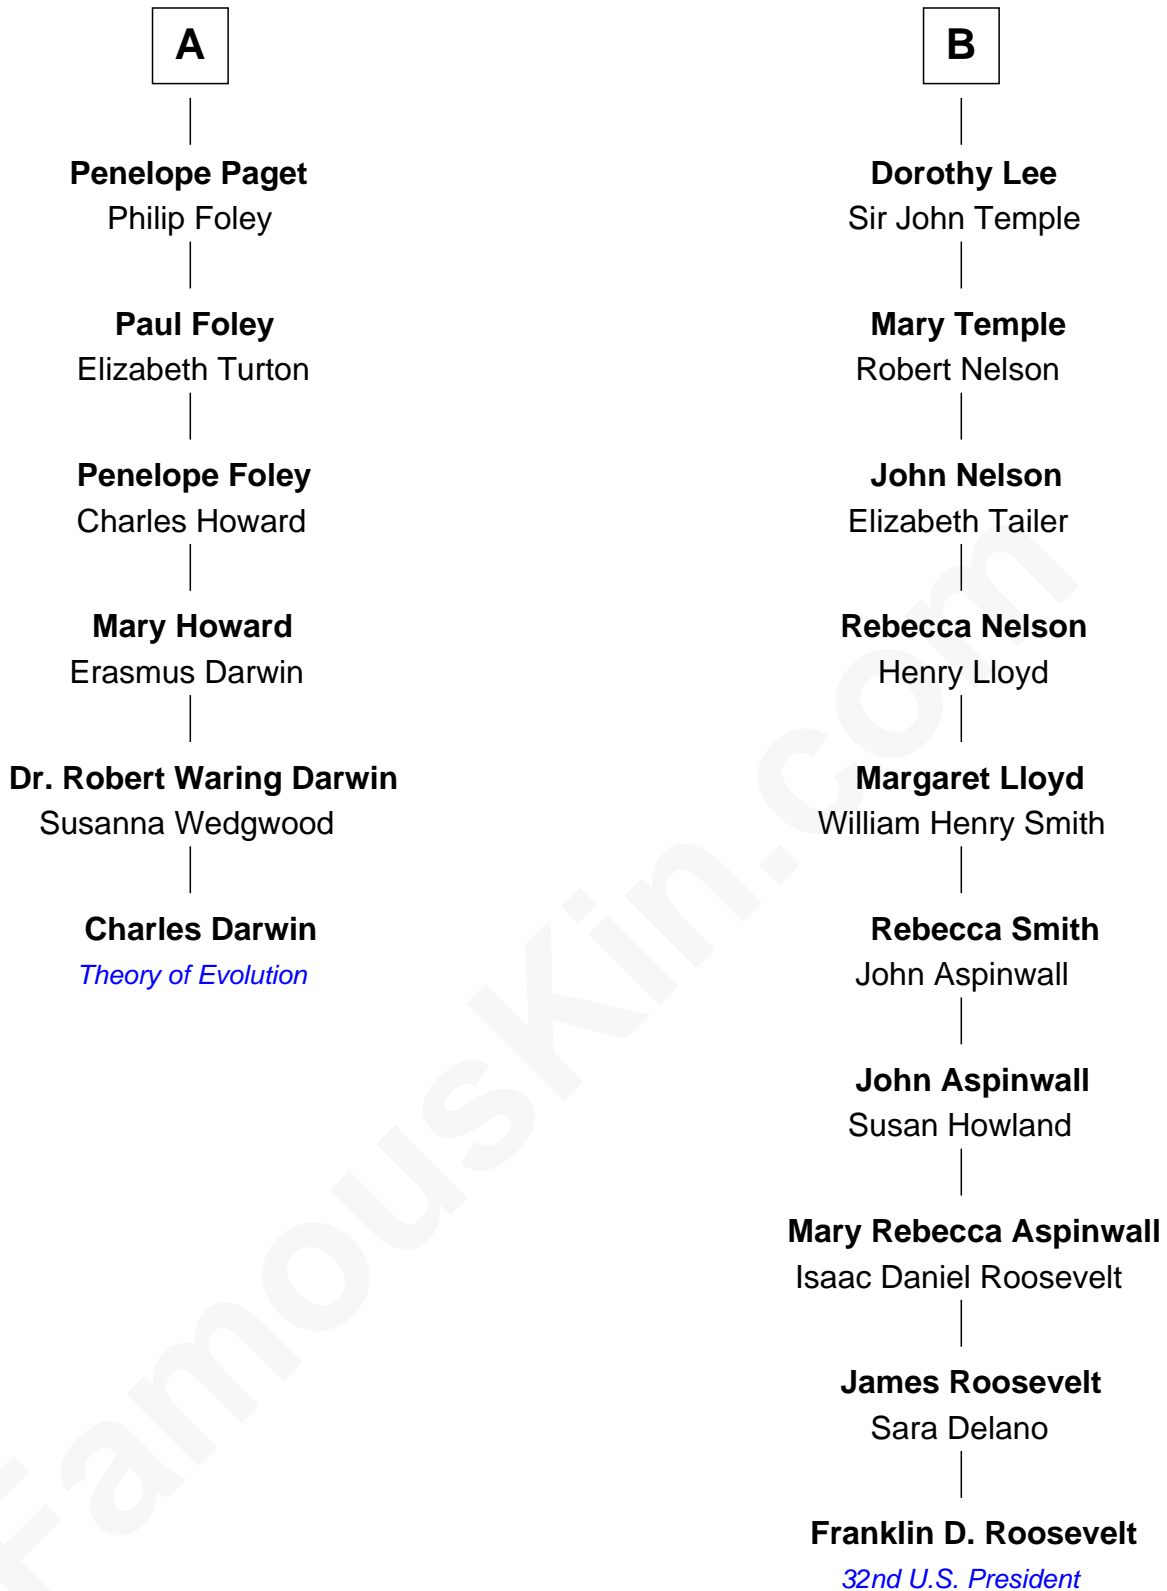 A
Penelope Paget
Philip Foley
Paul Foley
Elizabeth Turton
Penelope Foley
Charles Howard
Mary Howard
Erasmus Darwin
Dr. Robert Waring Darwin
Susanna Wedgwood
Charles Darwin
Theory of Evolution
B
Dorothy Lee
Sir John Temple
Mary Temple
Robert Nelson
John Nelson
Elizabeth Tailer
Rebecca Nelson
Henry Lloyd
Margaret Lloyd
William Henry Smith
Rebecca Smith
John Aspinwall
John Aspinwall
Susan Howland
Mary Rebecca Aspinwall
Isaac Daniel Roosevelt
James Roosevelt
Sara Delano
Franklin D. Roosevelt
32nd U.S. President
FamousKin.com